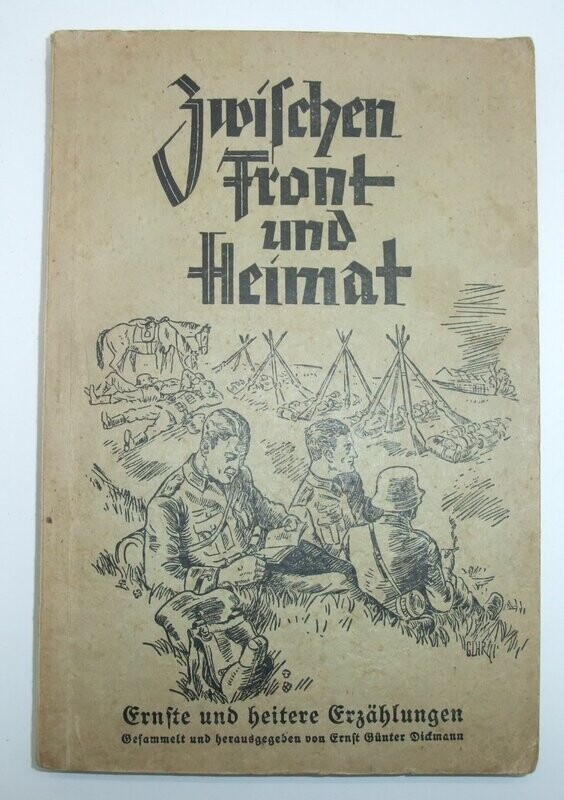 Zwiſchen
Front
und
Heimat
Ernſte und heitere Erzählungen
Geſammelt und herausgegeben von Ernſt Günter Dickmann